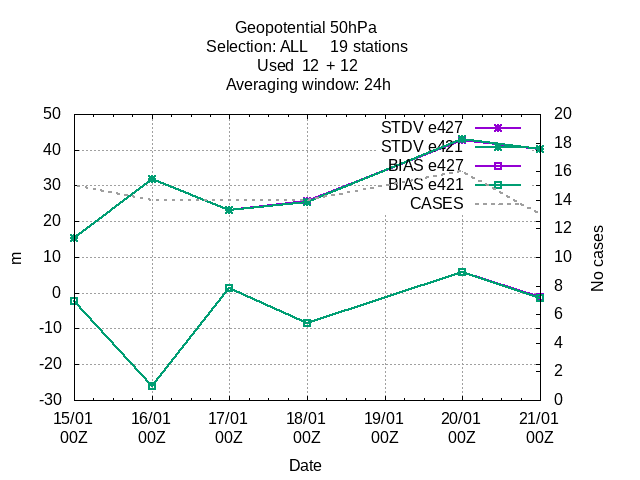 Geopotential 50hPa
Selection: ALL 19 stations
Used 12 + 12
Averaging window: 24h
50
40
30
20
10
0
-10
-20
-30
m
20
18
16
14
12
10
8
6
4
2
0
No cases
STDV e427
STDV e421
BIAS e427
BIAS e421
CASES
15/01 16/01 17/01 18/01 19/01 20/01 21/01
00Z 00Z 00Z 00Z 00Z 00Z 00Z
Date